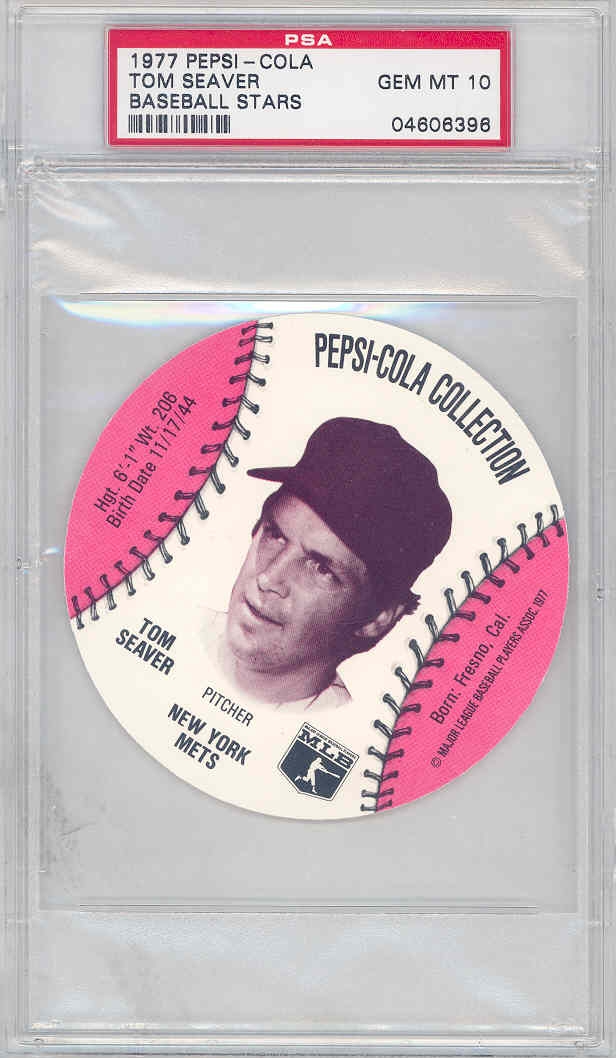 PSA
1977 PEPSI-COLA
TOM SEAVER GEM MT 10
BASEBALL STARS
04606396
PEPSI-COLA COLLECTION
Hgt. 6'-1" Wt. 206
Birth Date 11/17/44
TOM
SEAVER
PITCHER
NEW YORK
METS
MLB
Born: Fresno, Cal.
© MAJOR LEAGUE BASEBALL PLAYERS ASSOC. 1977